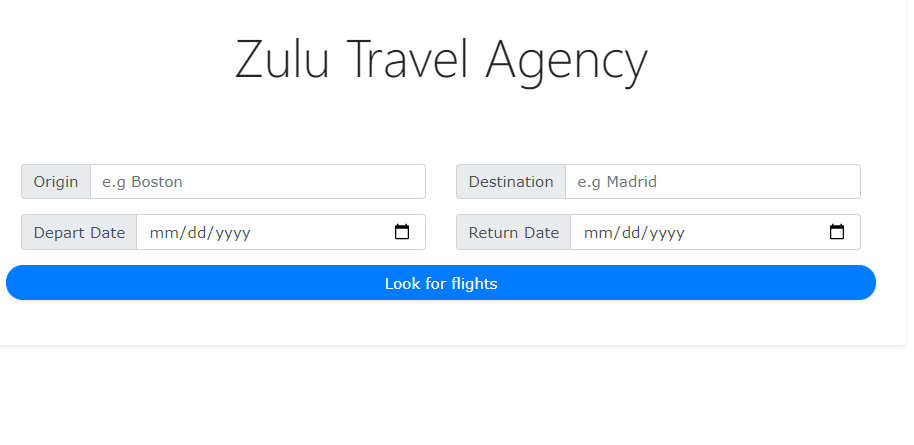 Zulu Travel Agency
Origin e.g Boston Destination e.g Madrid
Depart Date mm/dd/yyyy Return Date mm/dd/yyyy
Look for flights